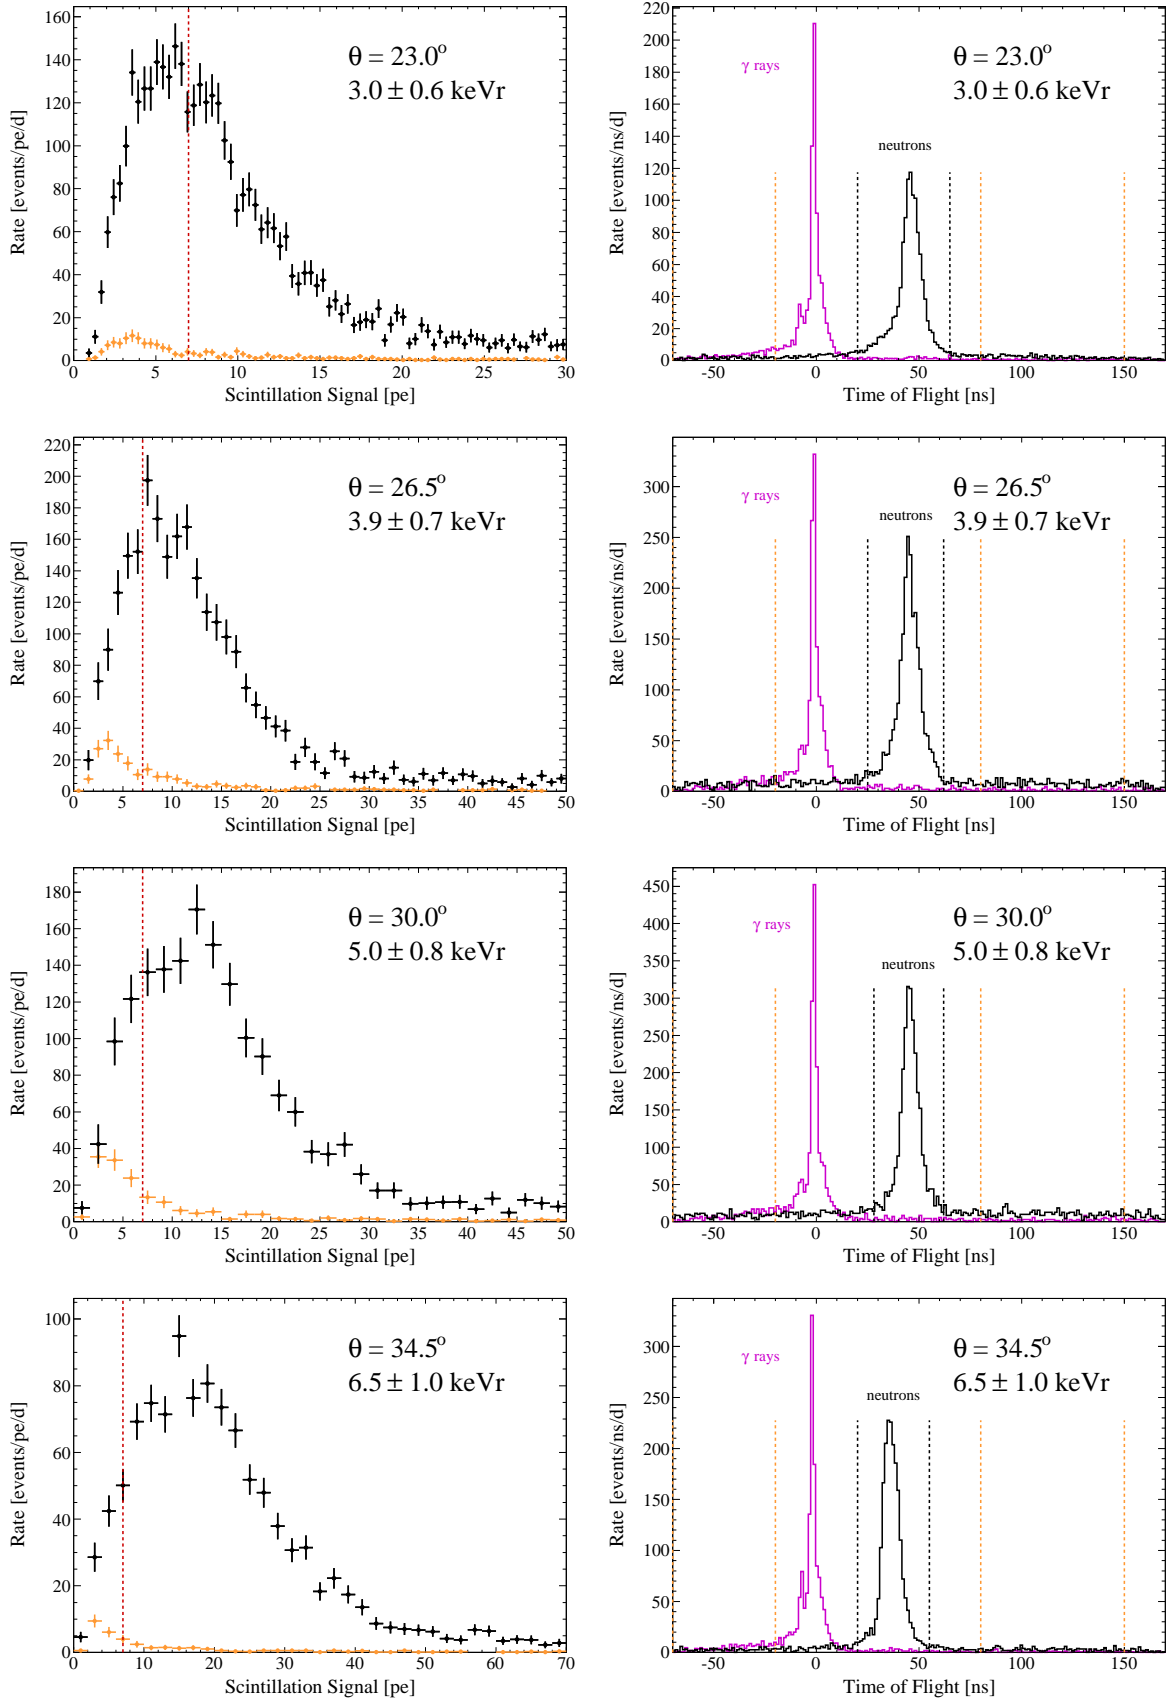 160
140
120
100
80
60
40
20
0
Rate [events/pe/d]
θ = 23.0º
3.0 ± 0.6 keVr
0 5 10 15 20 25 30
Scintillation Signal [pe]
220
200
180
160
140
120
100
80
60
40
20
0
Rate [events/ns/d]
γ rays
neutrons
θ = 23.0º
3.0 ± 0.6 keVr
-50 0 50 100 150
Time of Flight [ns]
220
200
180
160
140
120
100
80
60
40
20
0
Rate [events/pe/d]
θ = 26.5º
3.9 ± 0.7 keVr
0 5 10 15 20 25 30 35 40 45 50
Scintillation Signal [pe]
300
250
200
150
100
50
0
Rate [events/ns/d]
γ rays
neutrons
θ = 26.5º
3.9 ± 0.7 keVr
-50 0 50 100 150
Time of Flight [ns]
180
160
140
120
100
80
60
40
20
0
Rate [events/pe/d]
θ = 30.0º
5.0 ± 0.8 keVr
0 5 10 15 20 25 30 35 40 45 50
Scintillation Signal [pe]
450
400
350
300
250
200
150
100
50
0
Rate [events/ns/d]
γ rays
neutrons
θ = 30.0º
5.0 ± 0.8 keVr
-50 0 50 100 150
Time of Flight [ns]
100
80
60
40
20
0
Rate [events/pe/d]
θ = 34.5º
6.5 ± 1.0 keVr
0 10 20 30 40 50 60 70
Scintillation Signal [pe]
300
250
200
150
100
50
0
Rate [events/ns/d]
γ rays
neutrons
θ = 34.5º
6.5 ± 1.0 keVr
-50 0 50 100 150
Time of Flight [ns]